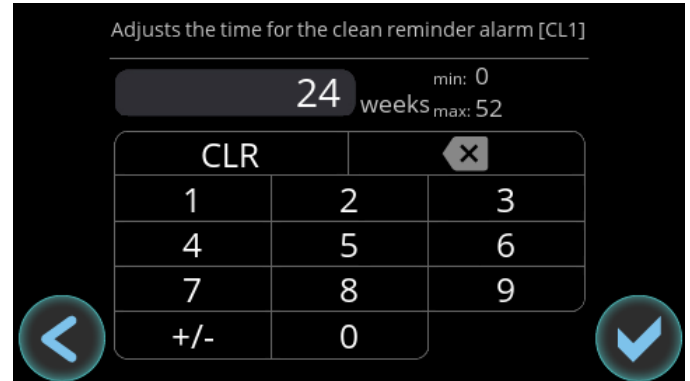 Adjusts the time for the clean reminder alarm [CL1]
24 weeks min: 0
max: 52
CLR
1 2 3
4 5 6
7 8 9
+/- 0